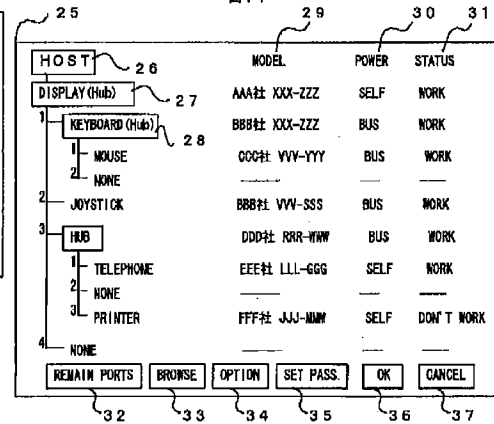 25 29 30 31
HOST 26 MODEL POWER STATUS
DISPLAY(Hub) 27 AAA社 XXX-ZZZ SELF WORK
1 KEYBOARD(Hub) 28 BBB社 XXX-ZZZ BUS WORK
1 MOUSE CCC社 VVV-YYY BUS WORK
2 NONE
2 JOYSTICK BBB社 VVV-SSS BUS WORK
3 HUB DDD社 RRR-WWW BUS WORK
1 TELEPHONE EEE社 LLL-GGG SELF WORK
2 NONE
3 PRINTER FFF社 JJJ-MMM SELF DON'T WORK
4 NONE
REMAIN PORTS BROWSE OPTION SET PASS. OK CANCEL
32 33 34 35 36 37